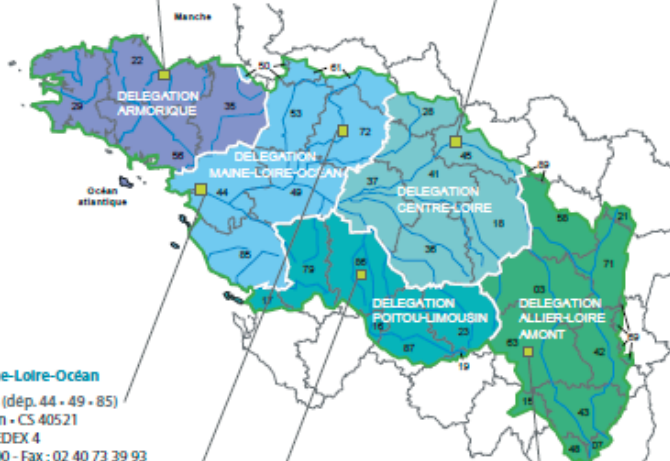 Manche
50
61
22
28
DELEGATION
ARMORIQUE
29
35
53
72
45
56
DELEGATION
MAINE-LOIRE-OCEAN
41
89
37
Océan
atlantique
44
49
DELEGATION
CENTRE-LOIRE
58
21
18
85
36
79
86
71
03
17
DELEGATION
POITOU-LIMOUSIN
DELEGATION
ALLIER-LOIRE
AMONT
16
23
63
69
87
42
19
e-Loire-Océan
(dép. 44 • 49 • 85)
15
43
n • CS 40521
EDEX 4
48
07
00 - Fax : 02 40 73 39 93